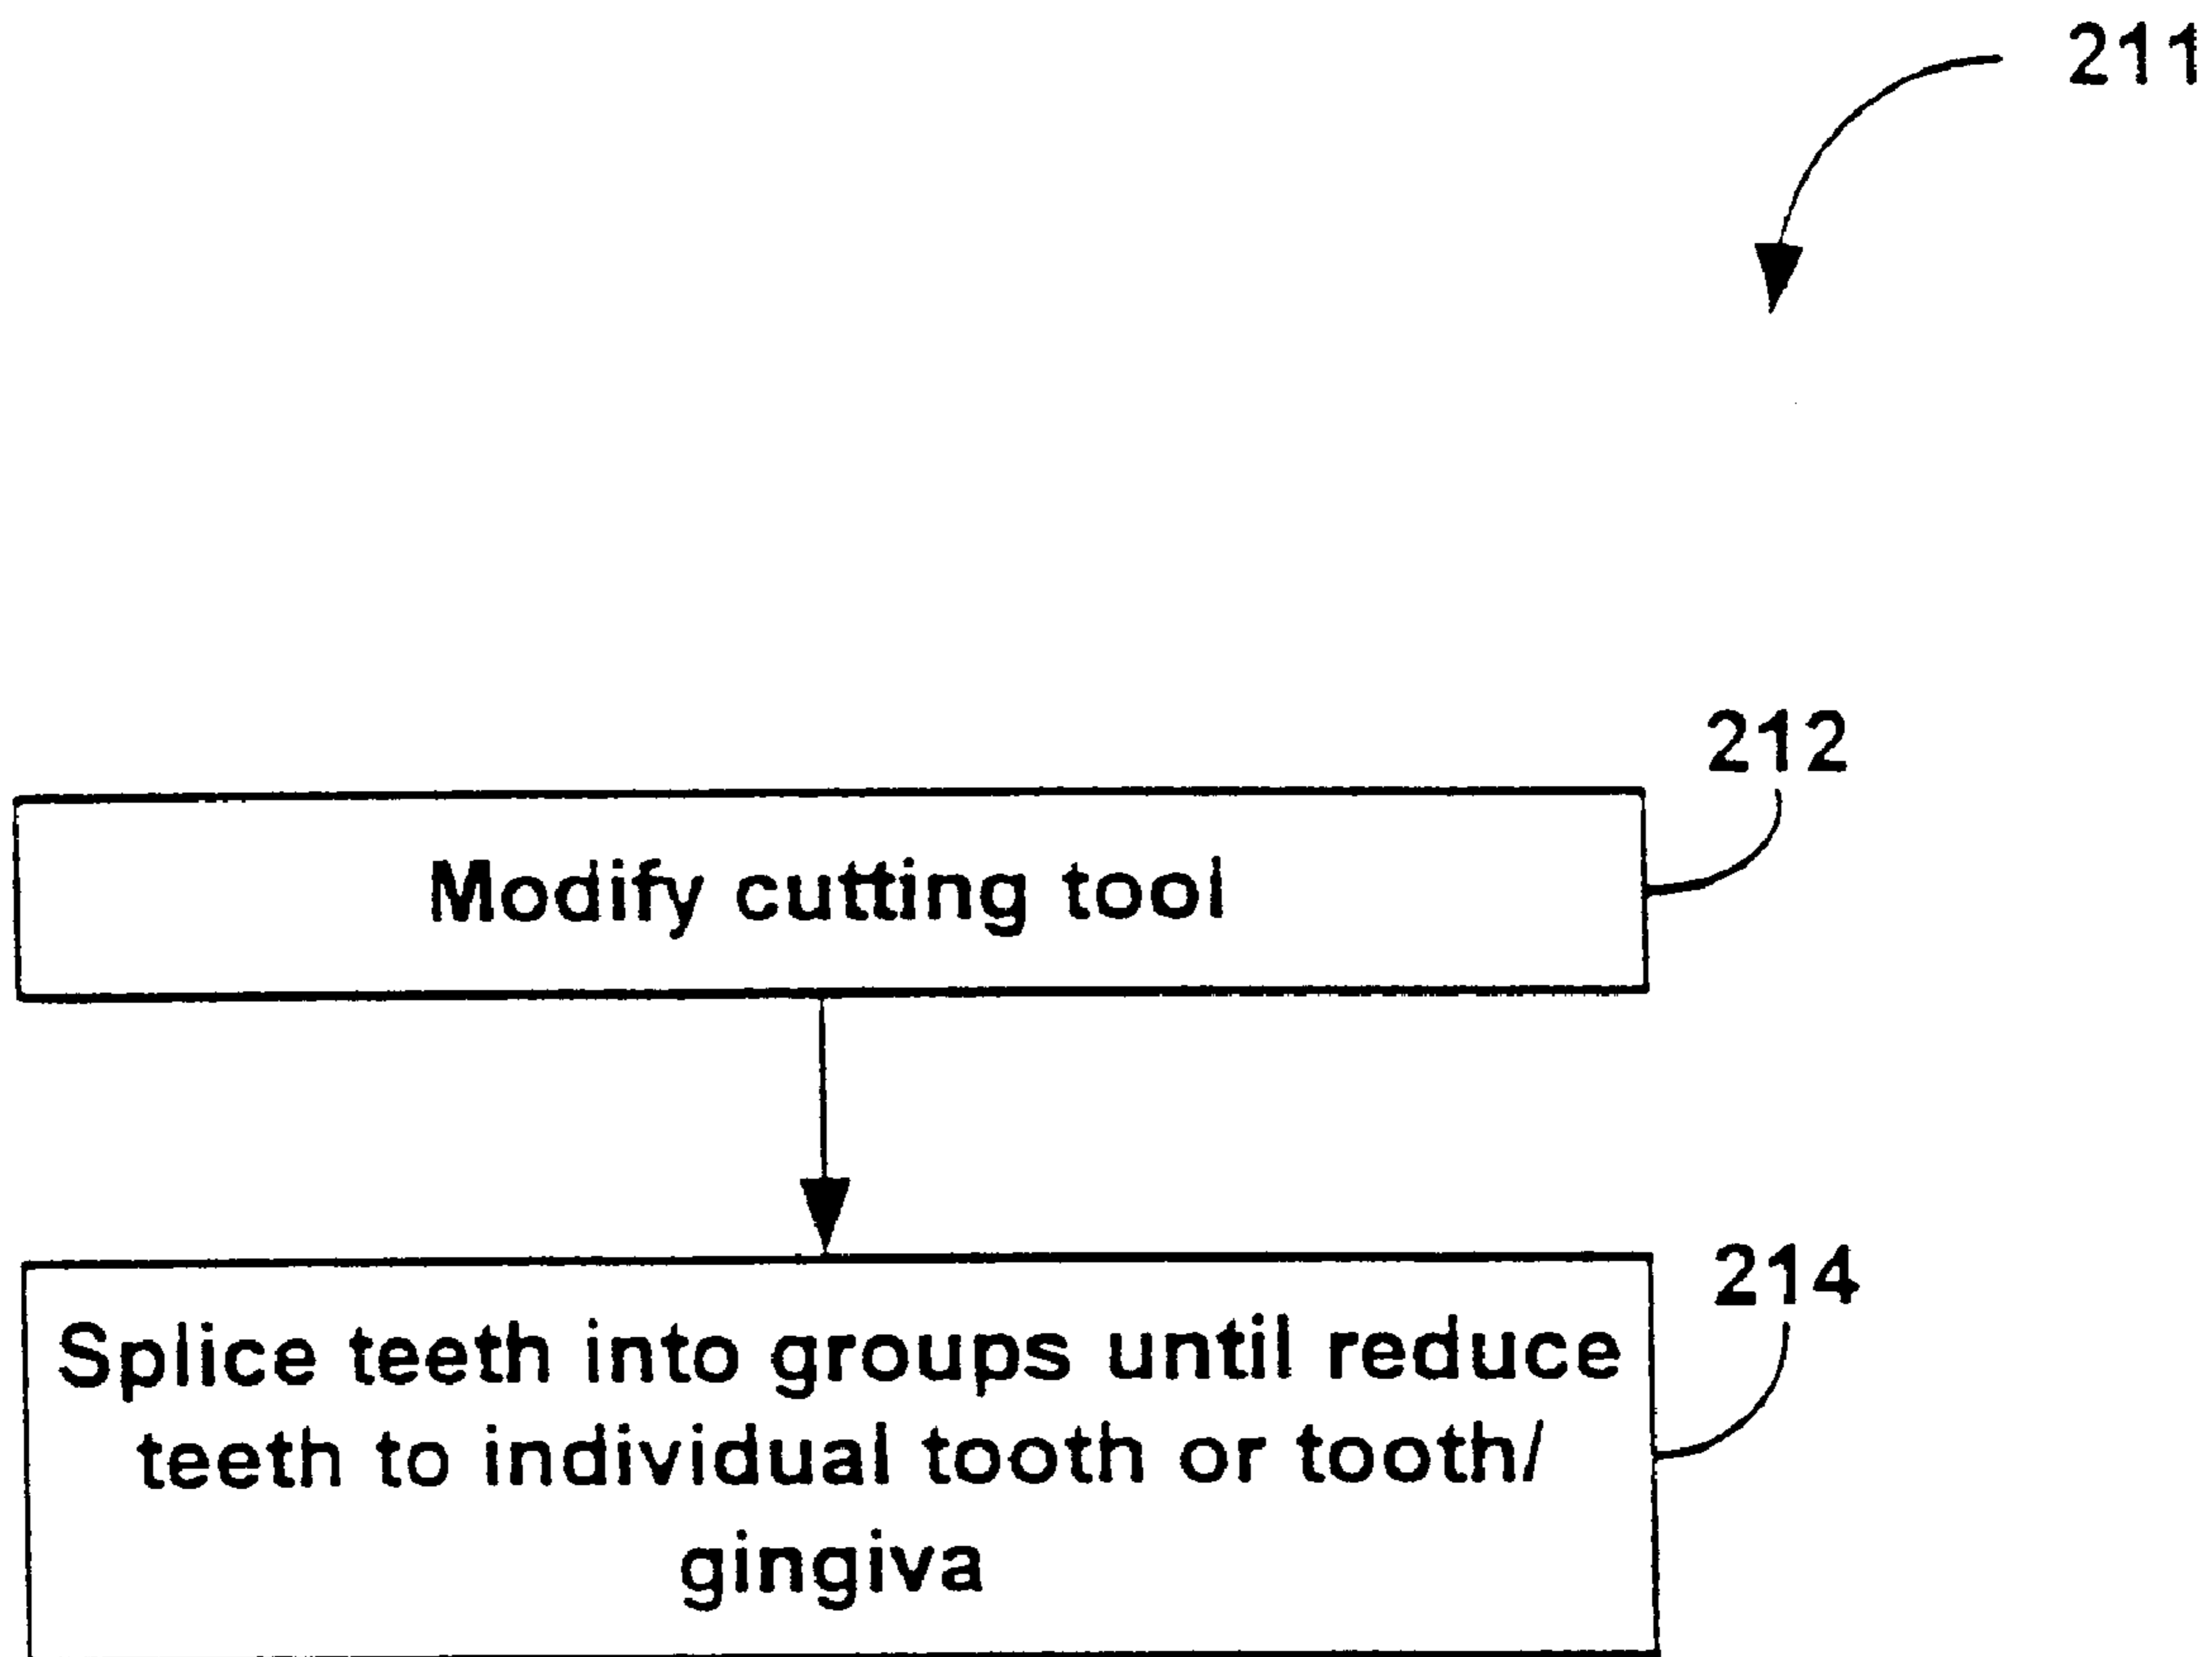 211
212
Modify cutting tool
214
Splice teeth into groups until reduce
teeth to individual tooth or tooth/
gingiva